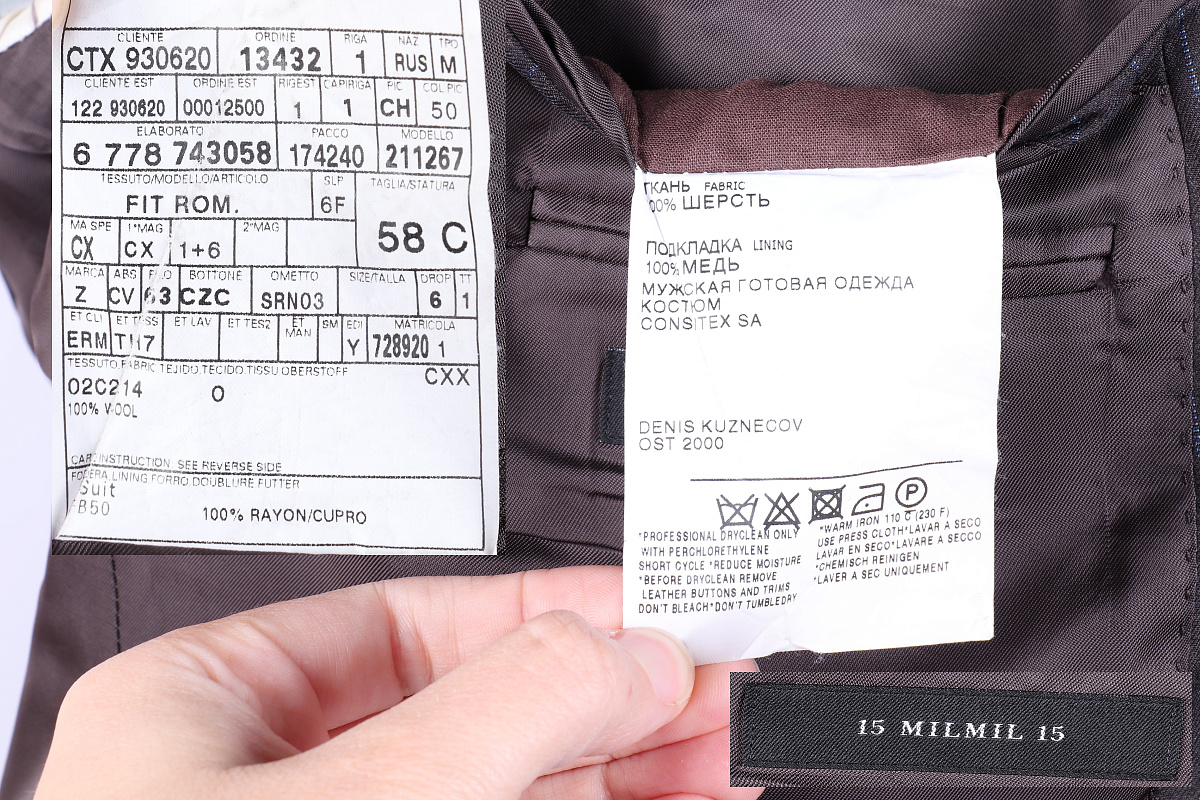 CLIENTE ORDINE RIGA NAZ TPO
CTX 930620 13432 1 RUS M
CLIENTE EST ORDINE EST RIGEST CAPIRIGA PIC COL PIC
122 930620 00012500 1 1 CH 50
ELABORATO PACCO MODELLO
6 778 743058 174240 211267
TESSUTO/MODELLO/ARTICOLO SLP TAGLIA/STATURA
FIT ROM. 6F 58 C
MA SPE 1°MAG 2°MAG
CX CX 1+6
MARCA ABS BOTTONE OMETTO SIZE/TALLA DROP TT
Z CV 63 CZC SRN03 6 1
ET CLI ET TESS ET LAV ET TES2 ET MAN SM EDI MATRICOLA
ERM Y 728920 1
TESSUTO,FABRIC,TEJIDO,TECIDO,TISSU OBERSTOFF
CXX
02C214 0
100% WOOL
CARE INSTRUCTION SEE REVERSE SIDE
FODERA LINING FORRO DOUBLURE FUTTER
Suit
B50 100% RAYON/CUPRO
ТКАНЬ FABRIC
00% ШЕРСТЬ
ПОДКЛАДКА LINING
100% МЕДЬ
МУЖСКАЯ ГОТОВАЯ ОДЕЖДА
КОСТЮМ
CONSITEX SA
DENIS KUZNECOV
OST 2000
P
*PROFESSIONAL DRYCLEAN ONLY
WITH PERCHLORETHYLENE
SHORT CYCLE *REDUCE MOISTURE
*BEFORE DRYCLEAN REMOVE
LEATHER BUTTONS AND TRIMS
DON'T BLEACH*DON'T TUMBLEDRY
*WARM IRON 110 C (230 F)
USE PRESS CLOTH*LAVAR A SECO
LAVAR EN SECO*LAVARE A SECCO
*CHEMISCH REINIGEN
*LAVER A SEC UNIQUEMENT
15 MILMIL 15